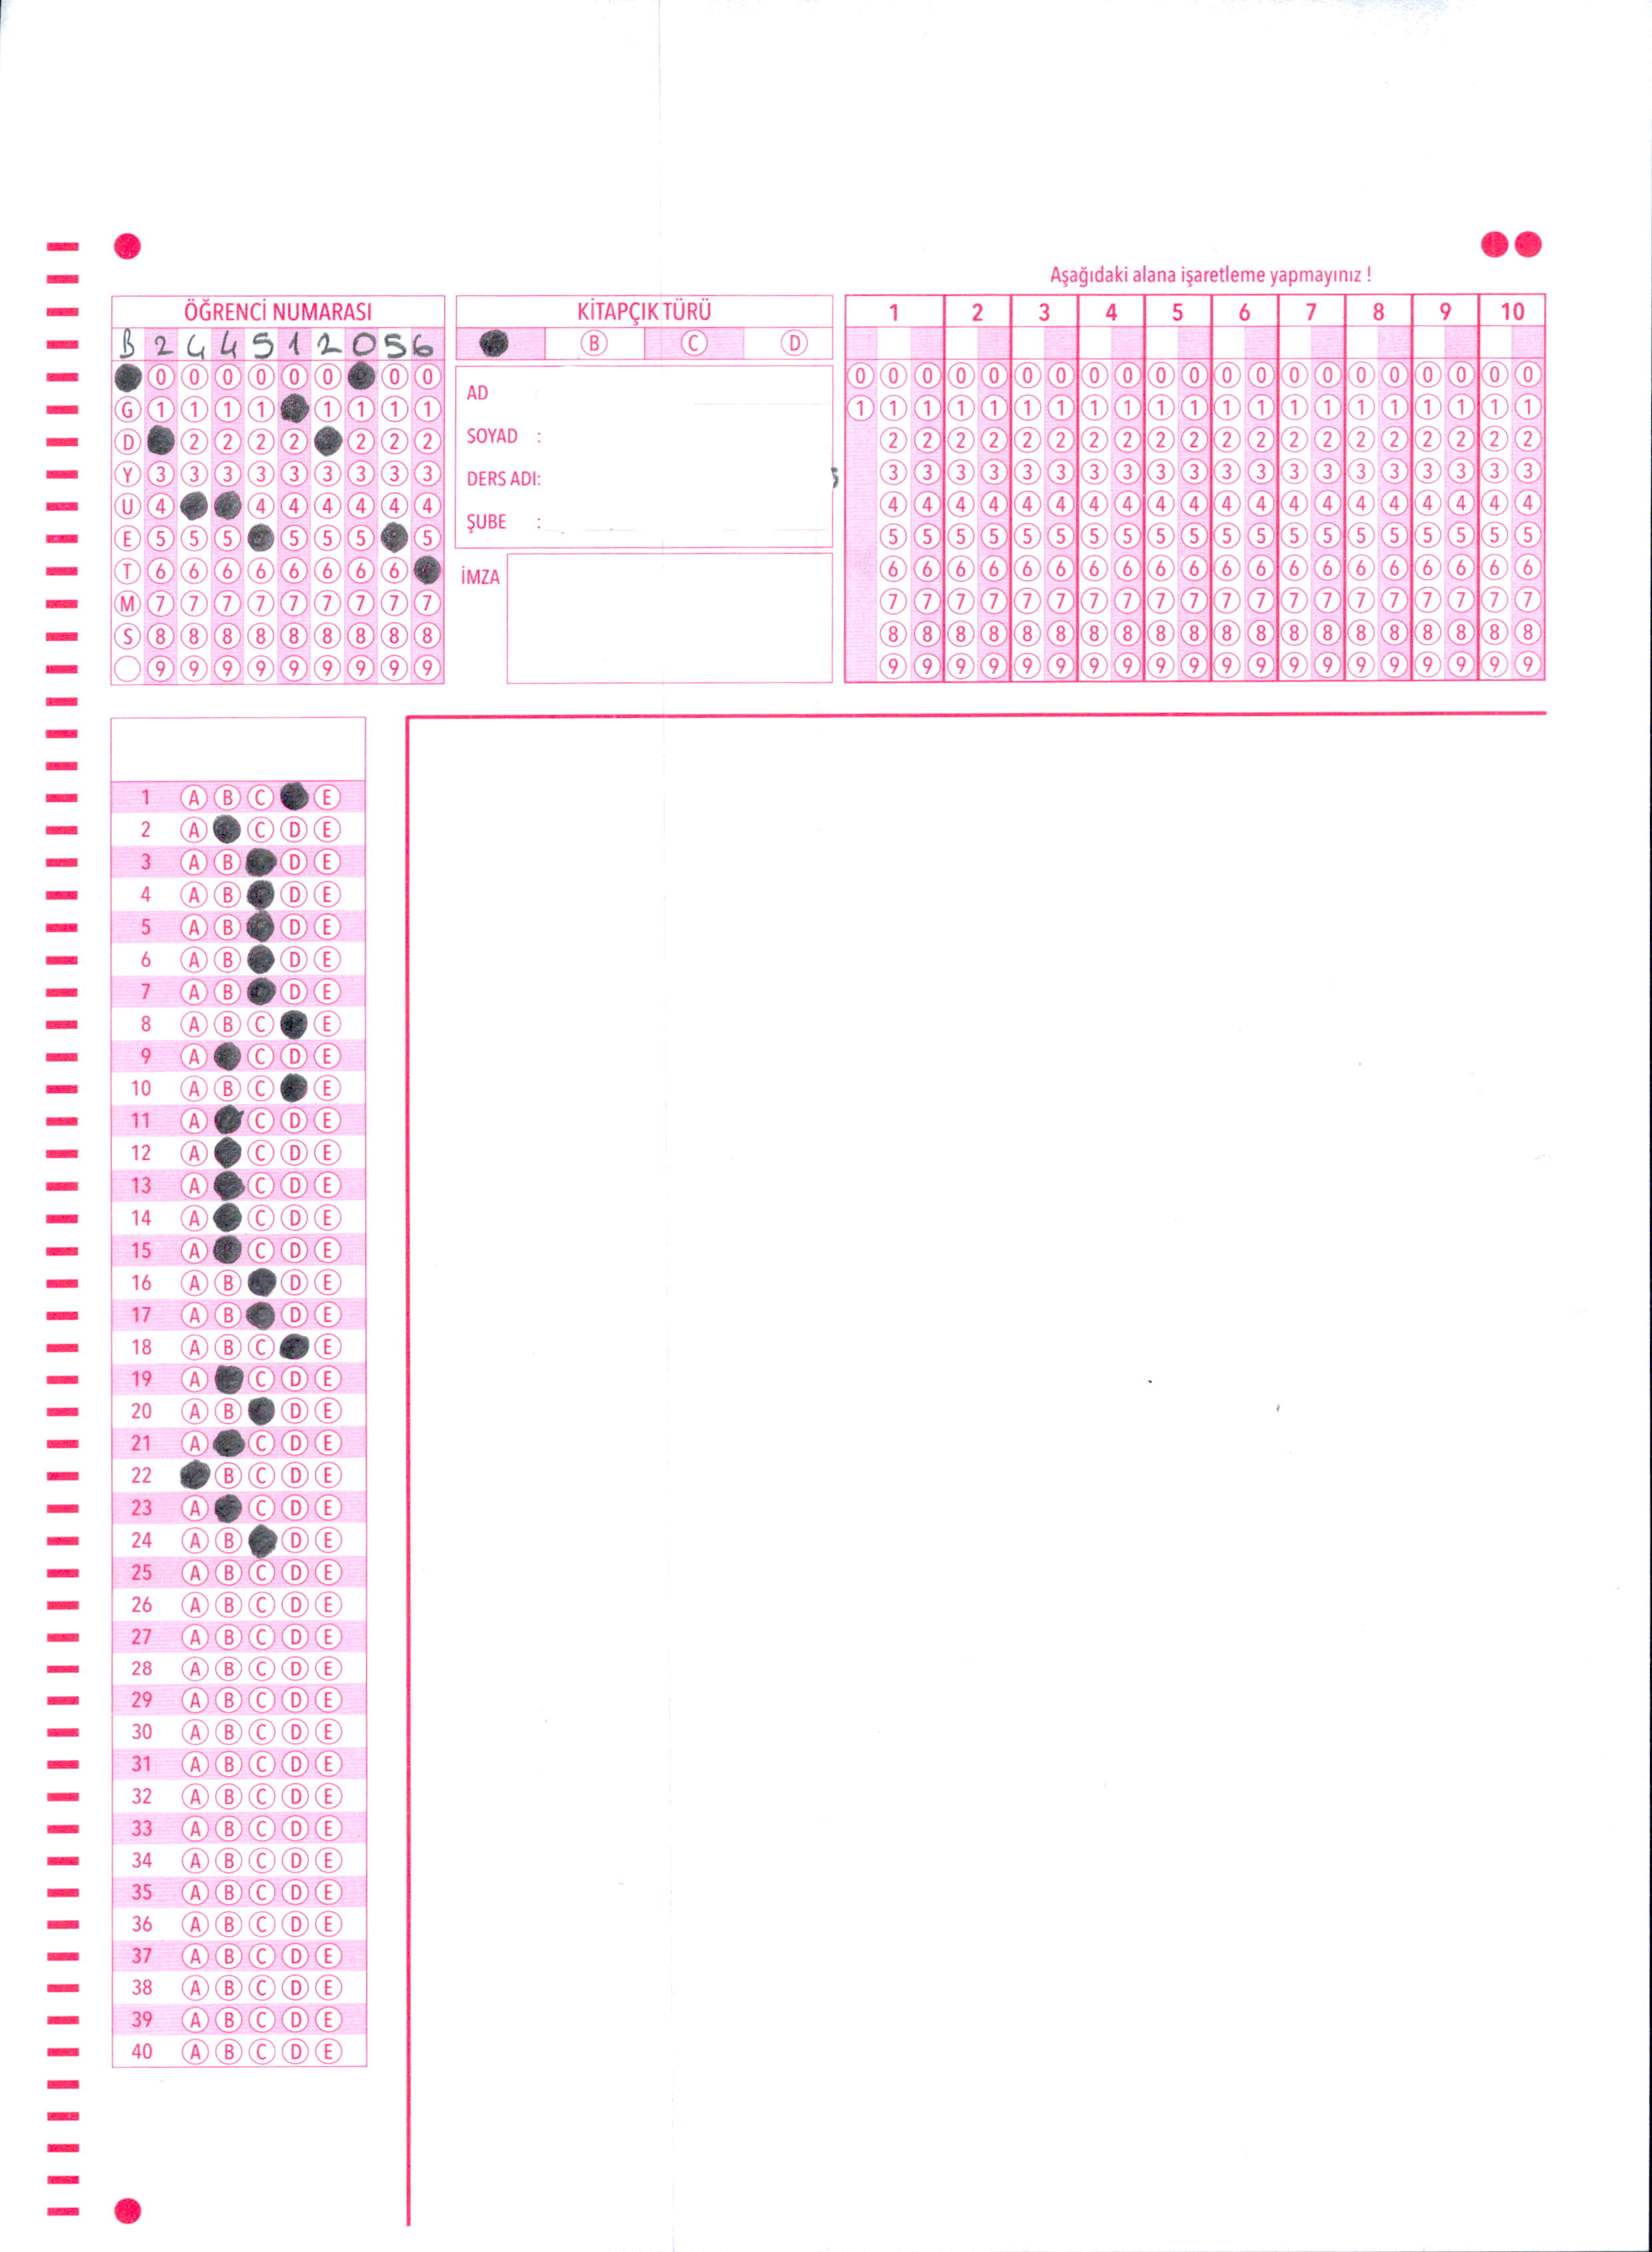 Aşağıdaki alana işaretleme yapmayınız !
ÖĞRENCİ NUMARASI
B 2 4 4 5 1 2 0 5 6
0 0 0 0 0 0 0 0
G 1 1 1 1 1 1 1 1
D 2 2 2 2 2 2 2
Y 3 3 3 3 3 3 3 3 3
U 4 4 4 4 4 4 4
E 5 5 5 5 5 5 5
T 6 6 6 6 6 6 6 6
M 7 7 7 7 7 7 7 7 7
S 8 8 8 8 8 8 8 8 8
9 9 9 9 9 9 9 9 9
KİTAPÇIK TÜRÜ
B C D
AD
SOYAD :
DERS ADI:
ŞUBE :
İMZA
1 2 3 4 5 6 7 8 9 10
0 0 0 0 0 0 0 0 0 0 0 0 0 0 0 0 0 0 0 0 0
1 1 1 1 1 1 1 1 1 1 1 1 1 1 1 1 1 1 1 1 1
2 2 2 2 2 2 2 2 2 2 2 2 2 2 2 2 2 2 2 2
3 3 3 3 3 3 3 3 3 3 3 3 3 3 3 3 3 3 3 3
4 4 4 4 4 4 4 4 4 4 4 4 4 4 4 4 4 4 4 4
5 5 5 5 5 5 5 5 5 5 5 5 5 5 5 5 5 5 5 5
6 6 6 6 6 6 6 6 6 6 6 6 6 6 6 6 6 6 6 6
7 7 7 7 7 7 7 7 7 7 7 7 7 7 7 7 7 7 7 7
8 8 8 8 8 8 8 8 8 8 8 8 8 8 8 8 8 8 8 8
9 9 9 9 9 9 9 9 9 9 9 9 9 9 9 9 9 9 9 9
1 A B C E
2 A C D E
3 A B D E
4 A B D E
5 A B D E
6 A B D E
7 A B D E
8 A B C E
9 A C D E
10 A B C E
11 A C D E
12 A C D E
13 A C D E
14 A C D E
15 A C D E
16 A B D E
17 A B D E
18 A B C E
19 A C D E
20 A B D E
21 A C D E
22 B C D E
23 A C D E
24 A B D E
25 A B C D E
26 A B C D E
27 A B C D E
28 A B C D E
29 A B C D E
30 A B C D E
31 A B C D E
32 A B C D E
33 A B C D E
34 A B C D E
35 A B C D E
36 A B C D E
37 A B C D E
38 A B C D E
39 A B C D E
40 A B C D E